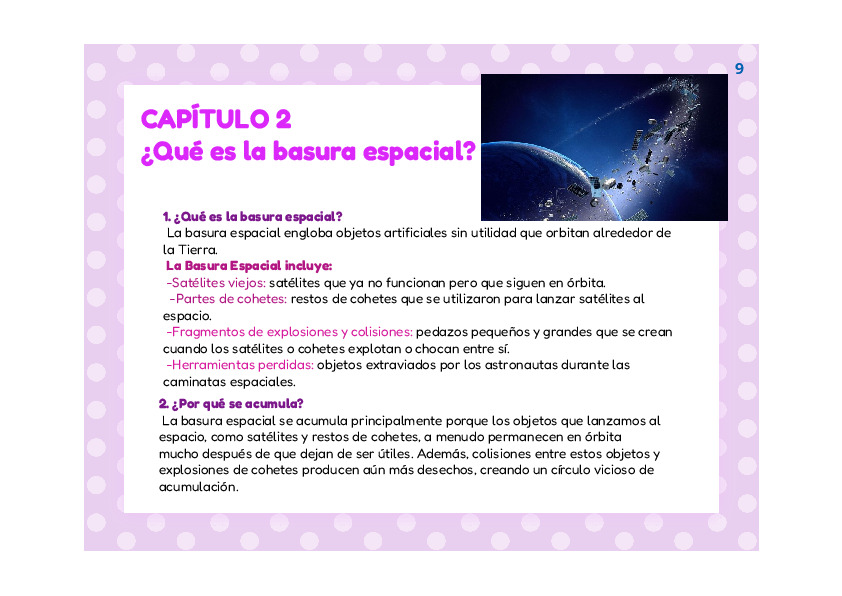 9
CAPÍTULO 2
¿Qué es la basura espacial?
1. ¿Qué es la basura espacial?
La basura espacial engloba objetos artificiales sin utilidad que orbitan alrededor de
la Tierra.
La Basura Espacial incluye:
-Satélites viejos: satélites que ya no funcionan pero que siguen en órbita.
-Partes de cohetes: restos de cohetes que se utilizaron para lanzar satélites al
espacio.
-Fragmentos de explosiones y colisiones: pedazos pequeños y grandes que se crean
cuando los satélites o cohetes explotan o chocan entre sí.
-Herramientas perdidas: objetos extraviados por los astronautas durante las
caminatas espaciales.
2. ¿Por qué se acumula?
La basura espacial se acumula principalmente porque los objetos que lanzamos al
espacio, como satélites y restos de cohetes, a menudo permanecen en órbita
mucho después de que dejan de ser útiles. Además, colisiones entre estos objetos y
explosiones de cohetes producen aún más desechos, creando un círculo vicioso de
acumulación.